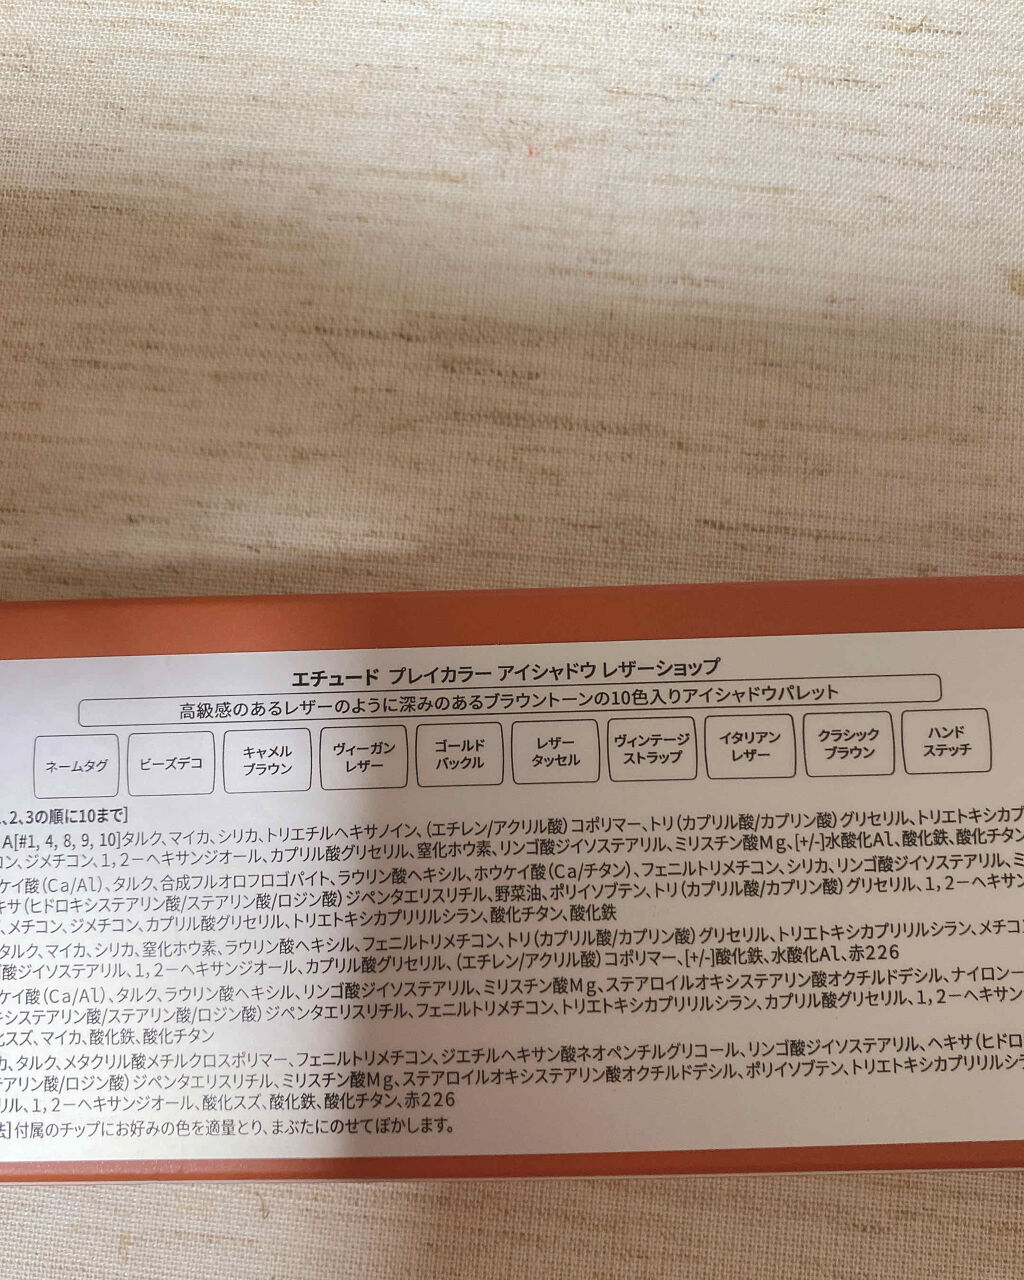 エチュード プレイカラー アイシャドウ レザーショップ
高級感のあるレザーのように深みのあるブラウントーンの10色入りアイシャドウパレット
ネームタグ
ビーズデコ
キャメル
ブラウン
ヴィーガン
レザー
ゴールド
バックル
レザー
タッセル
ヴィンテージ
ストラップ
イタリアン
レザー
クラシック
ブラウン
ハンド
ステッチ
、2、3の順に10まで]
A[#1, 4, 8, 9, 10]タルク、マイカ、シリカ、トリエチルヘキサノイン、(エチレン/アクリル酸)コポリマー、トリ(カプリル酸/カプリン酸)グリセリル、トリエトキシカプ
コン、ジメチコン、1,2-ヘキサンジオール、カプリル酸グリセリル、窒化ホウ素、リンゴ酸ジイソステアリル、ミリスチン酸Mg、[+/-]水酸化Al、酸化鉄、酸化チタン
ケイ酸(Ca/Al)、タルク、合成フルオロフロゴパイト、ラウリン酸ヘキシル、ホウケイ酸(Ca/チタン)、フェニルトリメチコン、シリカ、リンゴ酸ジイソステアリル、ミ
キサ(ヒドロキシステアリン酸/ステアリン酸/ロジン酸)ジペンタエリスリチル、野菜油、ポリイソブテン、トリ(カプリル酸/カプリン酸)グリセリル、1,2-ヘキサン
、メチコン、ジメチコン、カプリル酸グリセリル、トリエトキシカプリリルシラン、酸化チタン、酸化鉄
タルク、マイカ、シリカ、窒化ホウ素、ラウリン酸ヘキシル、フェニルトリメチコン、トリ(カプリル酸/カプリン酸)グリセリル、トリエトキシカプリリルシラン、メチコ
酸ジイソステアリル、1,2-ヘキサンジオール、カプリル酸グリセリル、(エチレン/アクリル酸)コポリマー、[+/-]酸化鉄、水酸化Al、赤226
ケイ酸(Ca/Al)、タルク、ラウリン酸ヘキシル、リンゴ酸ジイソステアリル、ミリスチン酸Mg、ステアロイルオキシステアリン酸オクチルドデシル、ナイロン-
キシステアリン酸/ステアリン酸/ロジン酸)ジペンタエリスリチル、フェニルトリメチコン、トリエトキシカプリリルシラン、カプリル酸グリセリル、1,2-ヘキサン
化スズ、マイカ、酸化鉄、酸化チタン
カ、タルク、メタクリル酸メチルクロスポリマー、フェニルトリメチコン、ジエチルヘキサン酸ネオペンチルグリコール、リンゴ酸ジイソステアリル、ヘキサ(ヒドロ
アリン酸/ロジン酸)ジペンタエリスリチル、ミリスチン酸Mg、ステアロイルオキシステアリン酸オクチルドデシル、ポリイソブテン、トリエトキシカプリリルシラ
リル、1,2-ヘキサンジオール、酸化スズ、酸化鉄、酸化チタン、赤226
法]付属のチップにお好みの色を適量とり、まぶたにのせてぼかします。